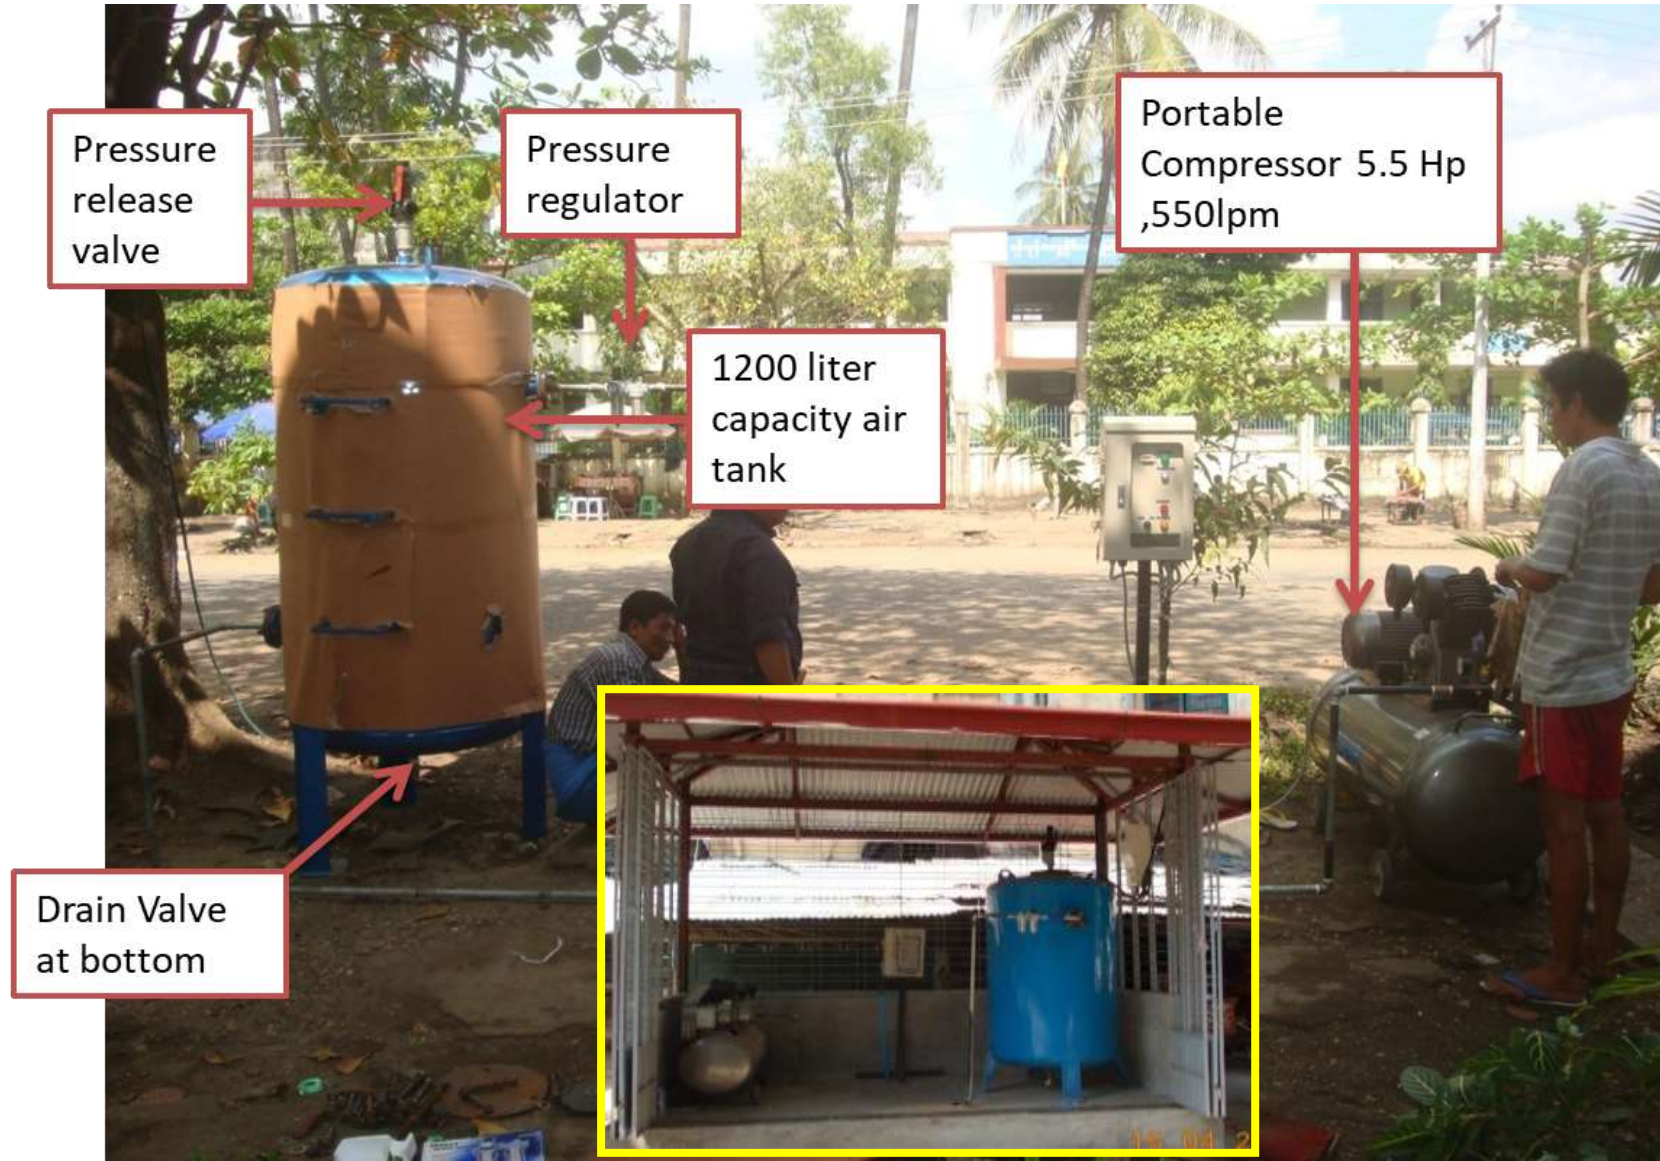 Pressure
release
valve
Pressure
regulator
Portable
Compressor 5.5 Hp
,550lpm
1200 liter
capacity air
tank
Drain Valve
at bottom